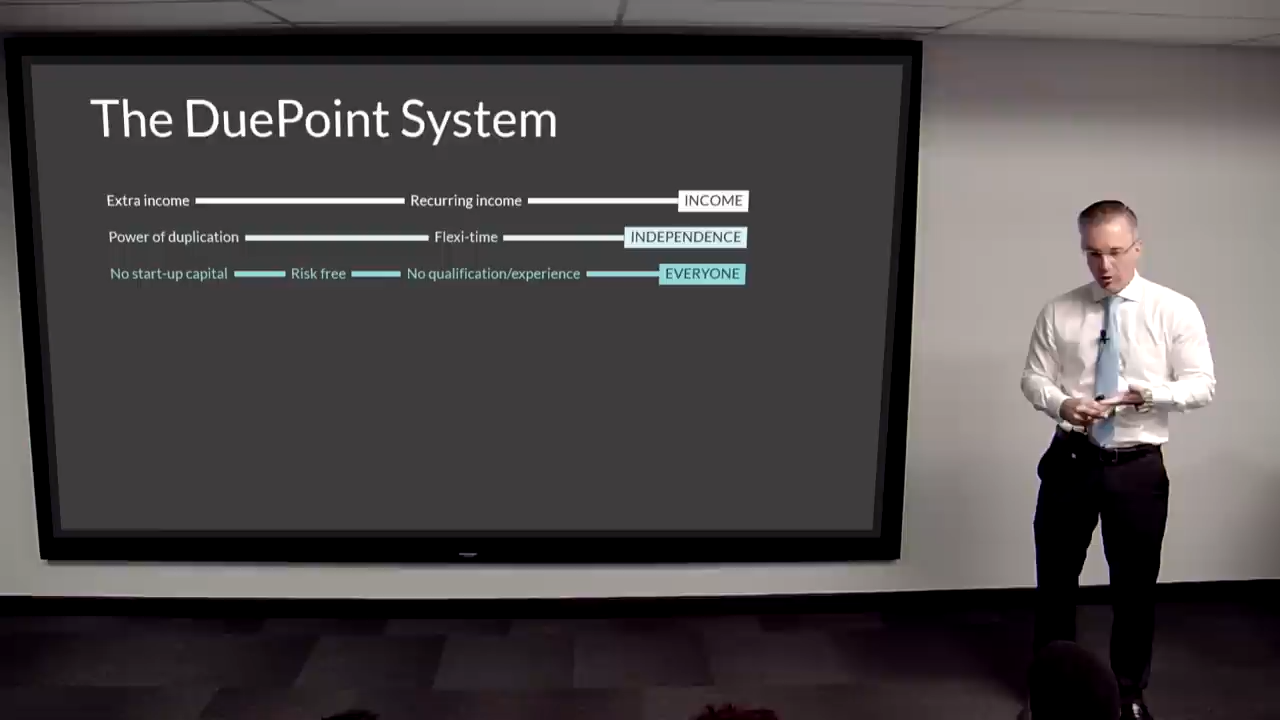 The DuePoint System
Extra income Recurring income INCOME
Power of duplication Flexi-time INDEPENDENCE
No start-up capital Risk free No qualification/experience EVERYONE